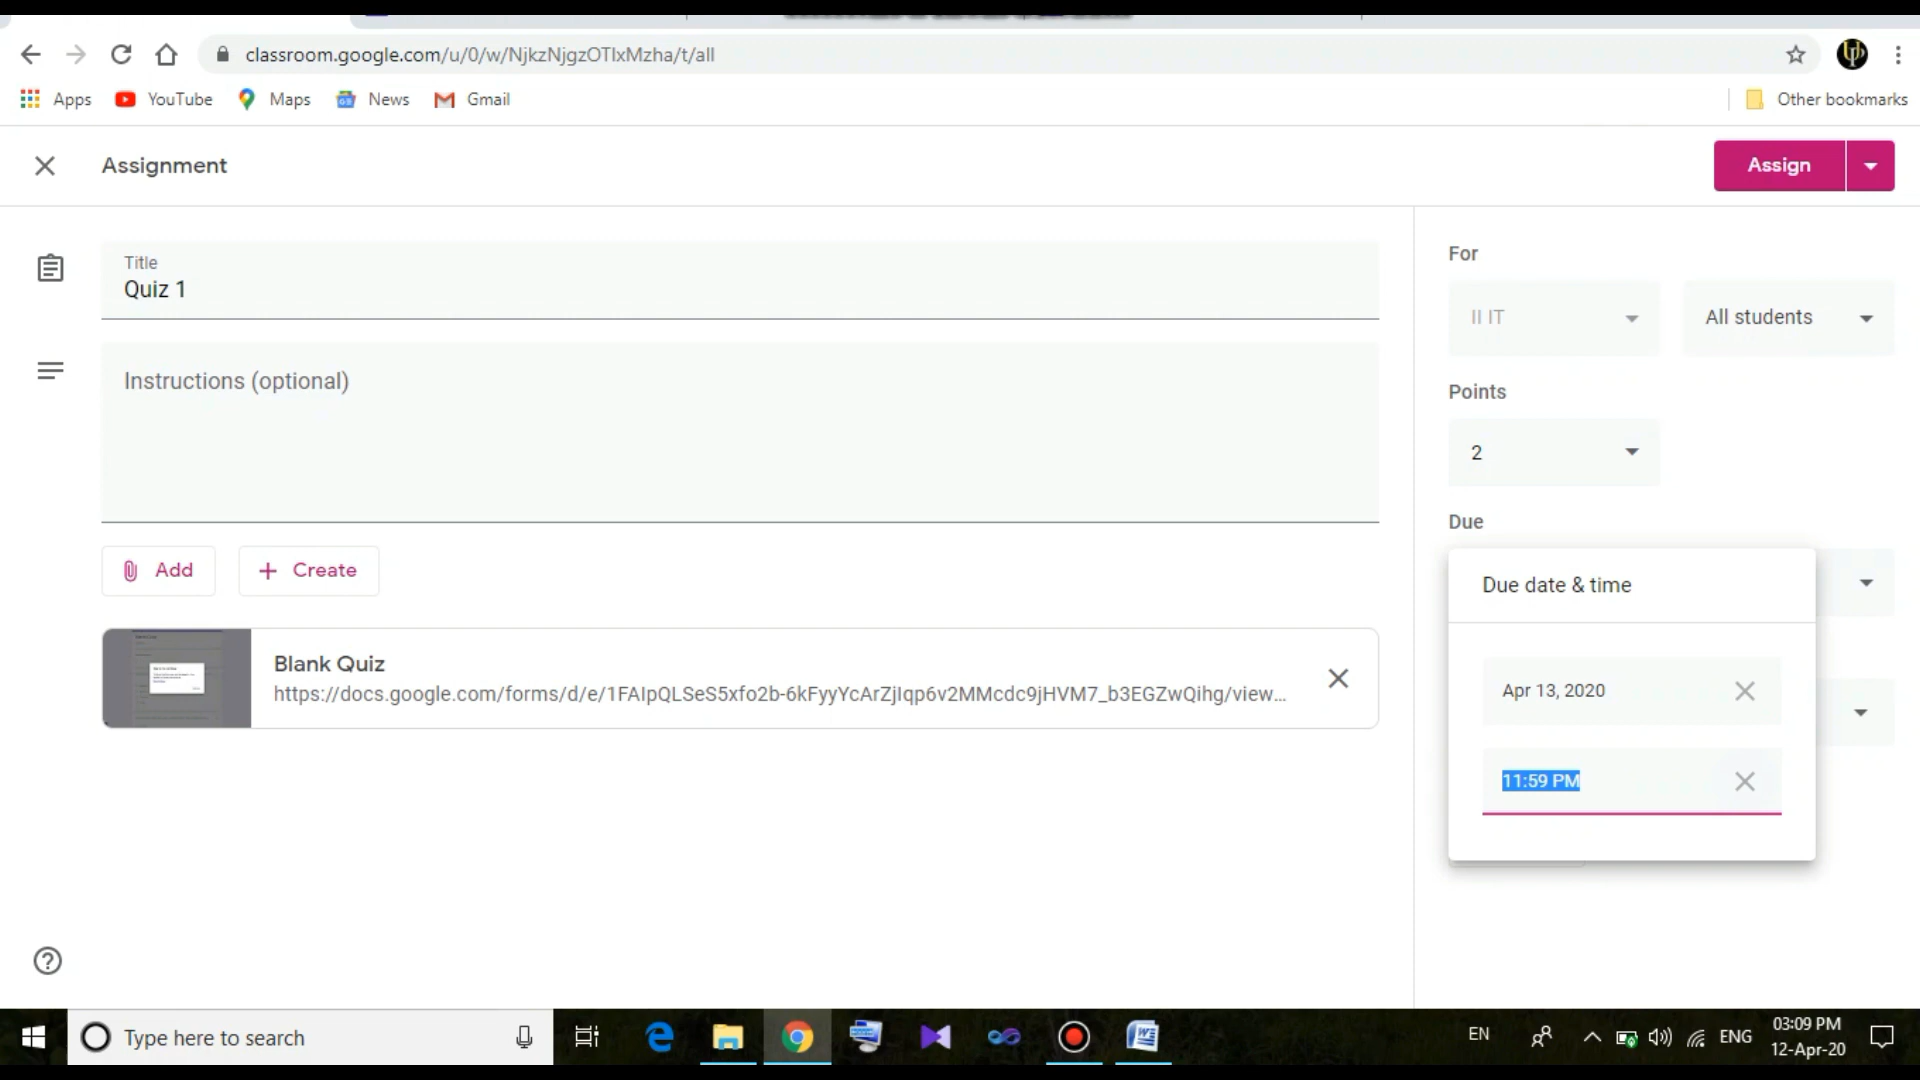 classroom.google.com/u/0/w/NjkzNjgzOTIxMzha/t/all
Apps YouTube Maps News Gmail Other bookmarks
Assignment Assign
Title
Quiz 1
Instructions (optional)
Add Create
Blank Quiz
https://docs.google.com/forms/d/e/1FAIpQLSeS5xfo2b-6kFyyYcArZjIqp6v2MMcdc9jHVM7_b3EGZwQihg/view...
For
II IT All students
Points
2
Due
Due date & time
Apr 13, 2020
11:59 PM
Type here to search
EN ENG
03:09 PM
12-Apr-20